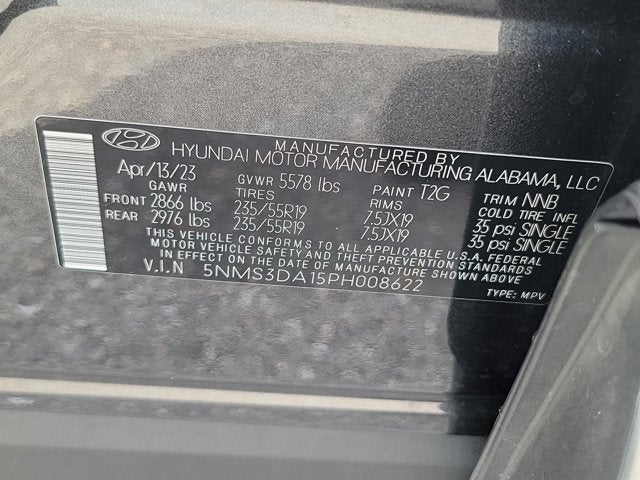 MANUFACTURED BY
HYUNDAI MOTOR MANUFACTURING ALABAMA, LLC
Apr/13/23 GVWR 5578 lbs PAINT T2G TRIM NNB
GAWR TIRES RIMS COLD TIRE INFL
FRONT 2866 lbs 235/55R19 7.5JX19 35 psi SINGLE
REAR 2976 lbs 235/55R19 7.5JX19 35 psi SINGLE
THIS VEHICLE CONFORMS TO ALL APPLICABLE U.S. FEDERAL
MOTOR VEHICLE SAFETY, BUMPER, AND THEFT PREVENTION STANDARDS
IN EFFECT ON THE DATE OF MANUFACTURE SHOWN ABOVE.
V.I.N 5NMS3DA15PH008622
TYPE: MPV